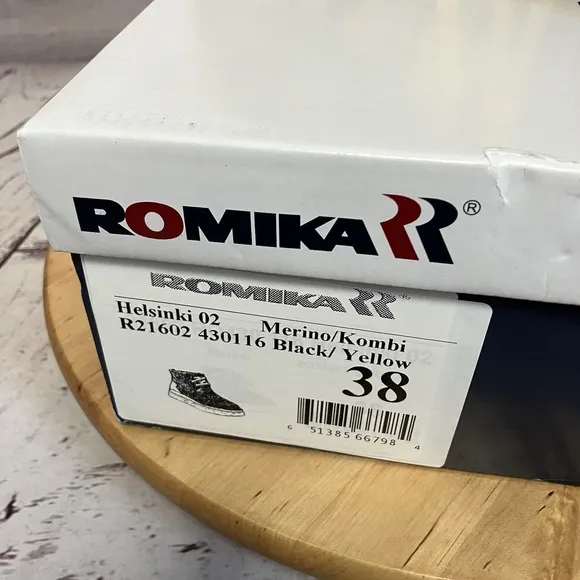 ROMIKA ®
ROMIKA ®
Helsinki 02 Merino/Kombi
R21602 430116 Black/ Yellow
38
6 51385 66798 4